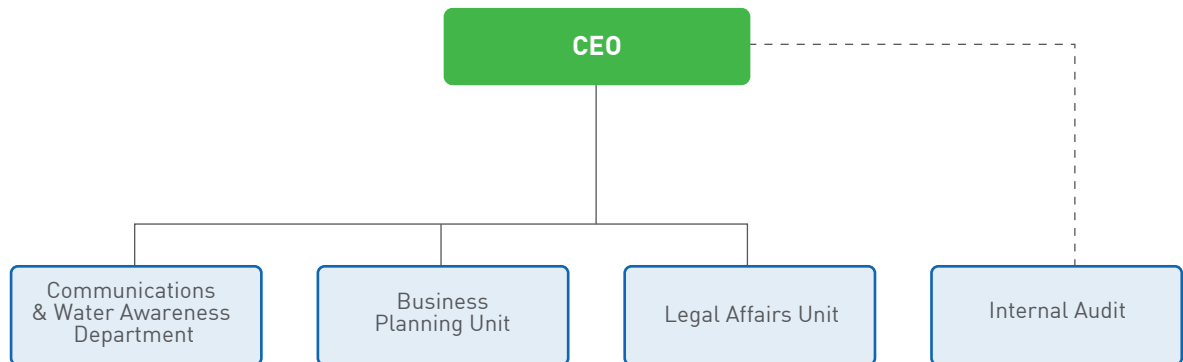 CEO
Communications
& Water Awareness
Department
Business
Planning Unit
Legal Affairs Unit
Internal Audit